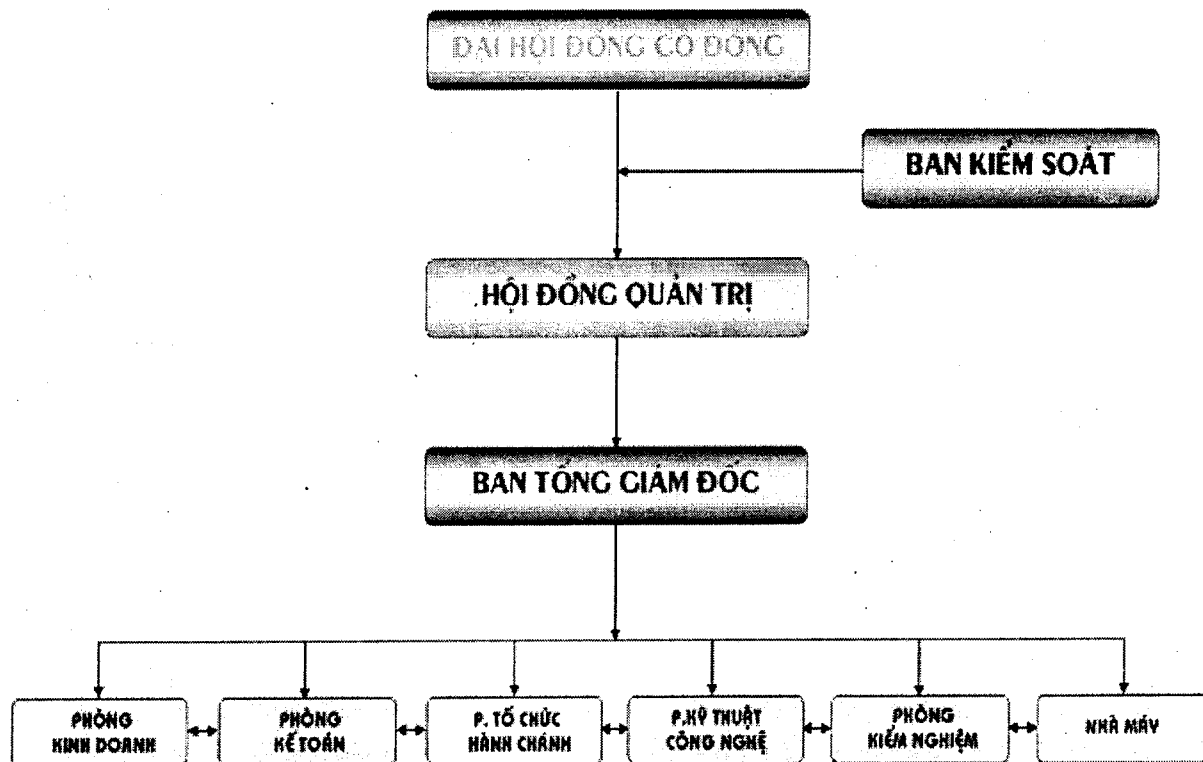 ĐẠI HỘI ĐỒNG CỔ ĐÔNG
BAN KIỂM SOÁT
HỘI ĐỒNG QUẢN TRỊ
BAN TỔNG GIÁM ĐỐC
PHÒNG
KINH DOANH
PHÒNG
KẾ TOÁN
P. TỔ CHỨC
HÀNH CHÁNH
P.KỸ THUẬT
CÔNG NGHỆ
PHÒNG
KIỂM NGHIỆM
NHÀ MÁY